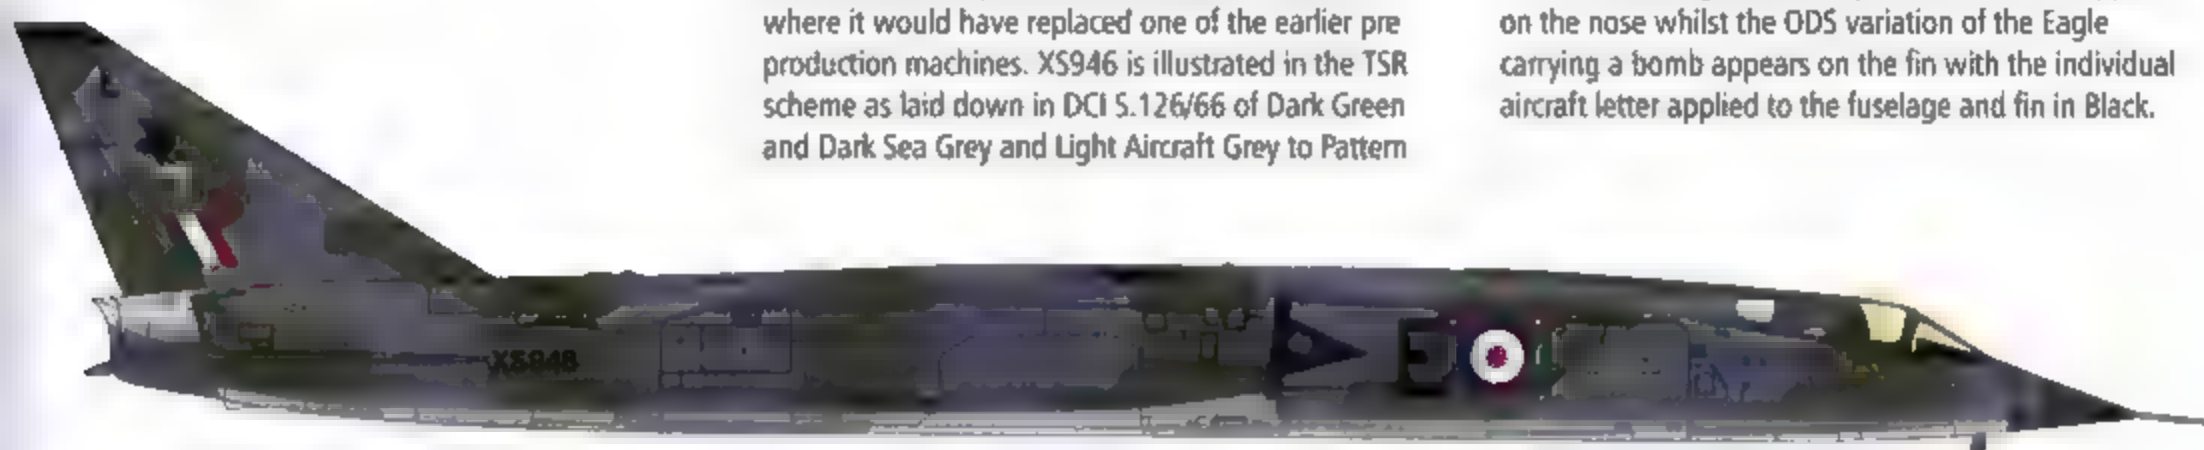 where it would have replaced one of the earlier pre
production machines. XS946 is illustrated in the TSR
scheme as laid down in DCI S.126/66 of Dark Green
and Dark Sea Grey and Light Aircraft Grey to Pattern
on the nose whilst the ODS variation of the Eagle
carrying a bomb appears on the fin with the individual
aircraft letter applied to the fuselage and fin in Black.